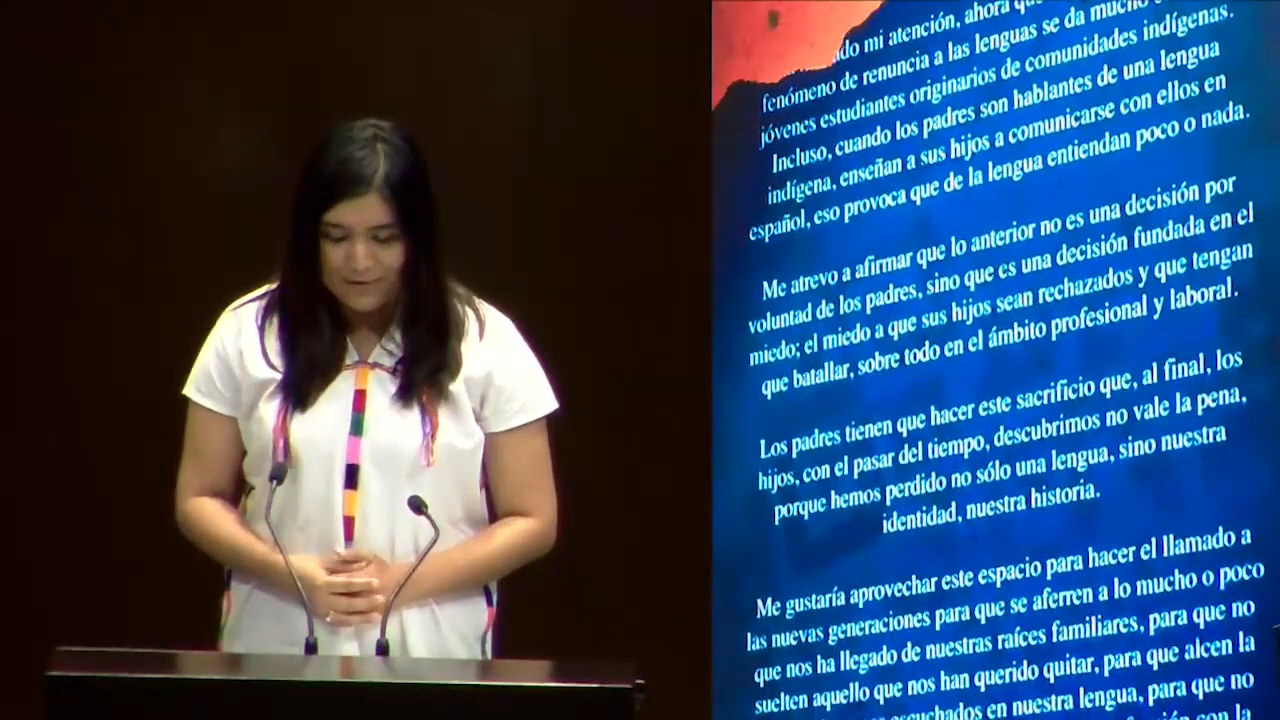 mi atención, ahora
fenómeno de renuncia a las lenguas se da mucho
jóvenes estudiantes originarios de comunidades indígenas.
Incluso, cuando los padres son hablantes de una lengua
indígena, enseñan a sus hijos a comunicarse con ellos en
español, eso provoca que de la lengua entiendan poco o nada.
Me atrevo a afirmar que lo anterior no es una decisión por
voluntad de los padres, sino que es una decisión fundada en el
miedo; el miedo a que sus hijos sean rechazados y que tengan
que batallar, sobre todo en el ámbito profesional y laboral.
Los padres tienen que hacer este sacrificio que, al final, los
hijos, con el pasar del tiempo, descubrimos no vale la pena,
porque hemos perdido no sólo una lengua, sino nuestra
identidad, nuestra historia.
Me gustaría aprovechar este espacio para hacer el llamado a
las nuevas generaciones para que se aferren a lo mucho o poco
que nos ha llegado de nuestras raíces familiares, para que no
suelten aquello que nos han querido quitar, para que alcen la
escuchados en nuestra lengua, para que no
con la